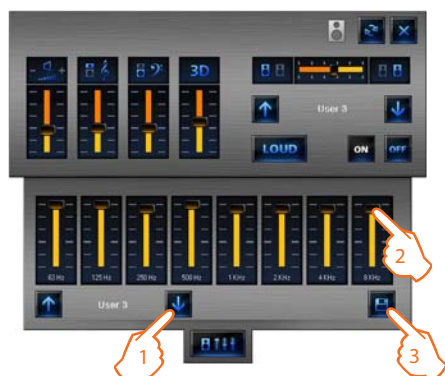 - +
3D
User 3
LOUD ON OFF
63 Hz 125 Hz 250 Hz 500 Hz 1 KHz 2 KHz 4 KHz 8 KHz
2
User 3
1
3